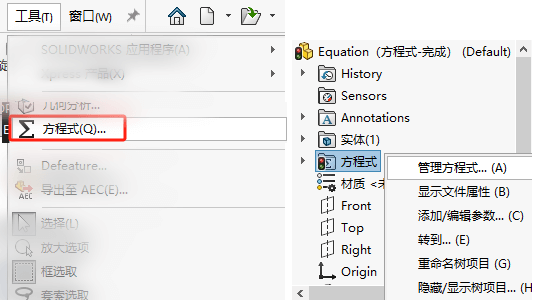 工具(T)
窗口(W)
SOLIDWORKS 应用程序(A)
Xpress 产品(X)
几何分析...
方程式(Q)...
Defeature...
导出至 AEC(E)...
选择(L)
放大选项
框选取
套索选取
Equation（方程式-完成） (Default)
History
Sensors
Annotations
实体(1)
方程式
材质 <
Front
Top
Right
Origin
管理方程式... (A)
显示文件属性 (B)
添加/编辑参数... (C)
转到... (E)
重命名树项目 (G)
隐藏/显示树项目... (H